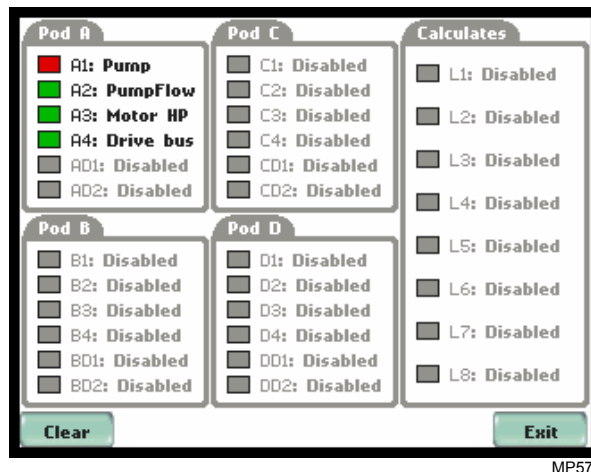 Pod A
A1: Pump
A2: PumpFlow
A3: Motor HP
A4: Drive bus
AD1: Disabled
AD2: Disabled
Pod B
B1: Disabled
B2: Disabled
B3: Disabled
B4: Disabled
BD1: Disabled
BD2: Disabled
Pod C
C1: Disabled
C2: Disabled
C3: Disabled
C4: Disabled
CD1: Disabled
CD2: Disabled
Pod D
D1: Disabled
D2: Disabled
D3: Disabled
D4: Disabled
DD1: Disabled
DD2: Disabled
Calculates
L1: Disabled
L2: Disabled
L3: Disabled
L4: Disabled
L5: Disabled
L6: Disabled
L7: Disabled
L8: Disabled
Clear
Exit
MP57